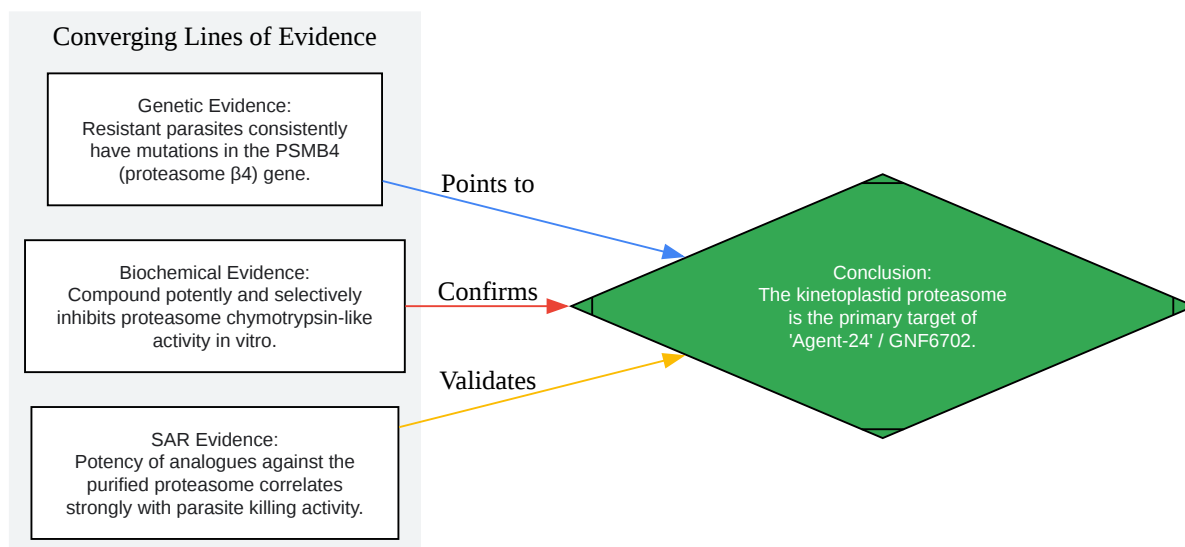 Converging Lines of Evidence
Genetic Evidence:
Resistant parasites consistently
have mutations in the PSMB4
(proteasome β4) gene.
Points to
Biochemical Evidence:
Compound potently and selectively
inhibits proteasome chymotrypsin-like
activity in vitro.
Confirms
SAR Evidence:
Potency of analogues against the
purified proteasome correlates
strongly with parasite killing activity.
Validates
Conclusion:
The kinetoplastid proteasome
is the primary target of
'Agent-24' / GNF6702.